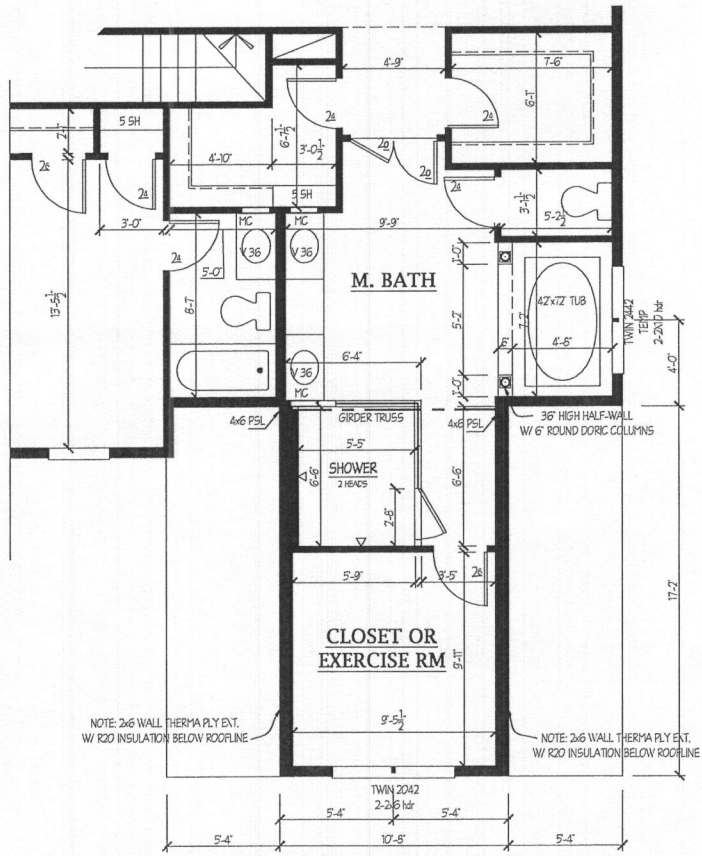 4'-9"
7'-6"
6'-1"
5 SH
2⁴
2⁴
2'-1"
6'-1½"
3'-0½"
4'-10"
2⁰
2⁰
2⁶
2⁴
2⁴
5 SH
3'-1½"
5'-2½"
3'-0"
2⁴
MC
MC
9'-9"
V 36
V 36
5'-0"
1'-0"
M. BATH
13'-5½"
8'-7"
5'-2"
7'-2"
42"x72" TUB
TWIN 2442
TEMP
2-2x10 hdr
6'-4"
6"
4'-6"
4'-0"
V 36
MC
1'-0"
4x6 PSL
GIRDER TRUSS
4x6 PSL
36" HIGH HALF-WALL
W/ 6" ROUND DORIC COLUMNS
5'-5"
SHOWER
2 HEADS
6'-6"
6'-6"
2'-8"
5'-9"
3'-5"
2⁶
17'-2"
CLOSET OR
EXERCISE RM
9'-11"
9'-5½"
NOTE: 2x6 WALL THERMA PLY EXT.
W/ R20 INSULATION BELOW ROOFLINE
NOTE: 2x6 WALL THERMA PLY EXT.
W/ R20 INSULATION BELOW ROOFLINE
TWIN 2042
2-2x6 hdr
5'-4"
5'-4"
5'-4"
10'-8"
5'-4"